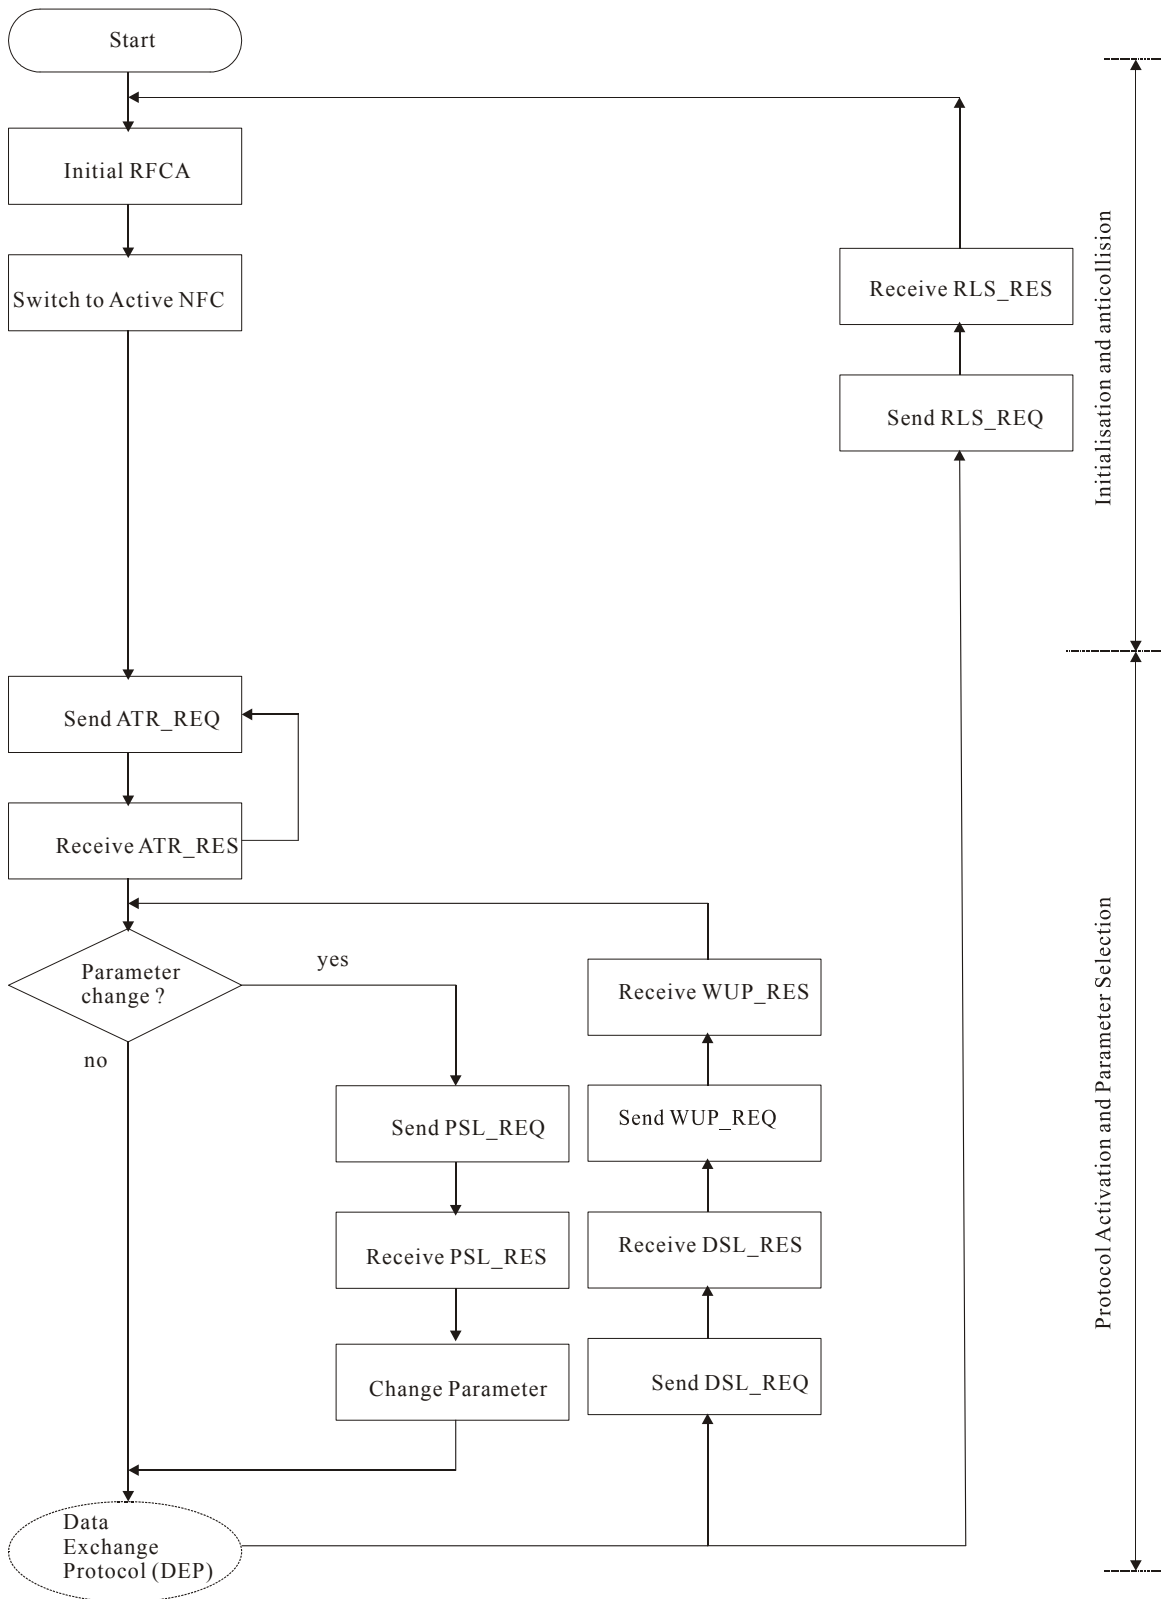 Start
Initial RFCA
Switch to Active NFC
Receive RLS_RES
Send RLS_REQ
Initialisation and anticollision
Send ATR_REQ
Receive ATR_RES
Parameter
change ?
yes
no
Receive WUP_RES
Send PSL_REQ
Send WUP_REQ
Receive PSL_RES
Receive DSL_RES
Change Parameter
Send DSL_REQ
Protocol Activation and Parameter Selection
Data
Exchange
Protocol (DEP)